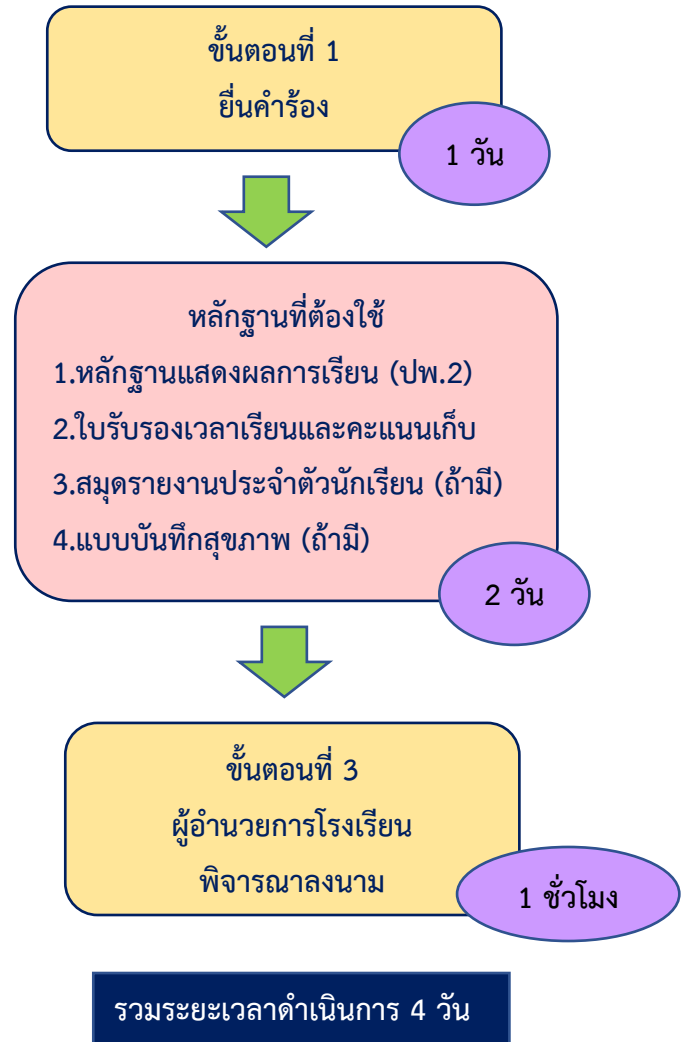 ขั้นตอนที่ 1
ยื่นคำร้อง
1 วัน
หลักฐานที่ต้องใช้
1.หลักฐานแสดงผลการเรียน (ปพ.2)
2.ใบรับรองเวลาเรียนและคะแนนเก็บ
3.สมุดรายงานประจำตัวนักเรียน (ถ้ามี)
4.แบบบันทึกสุขภาพ (ถ้ามี)
2 วัน
ขั้นตอนที่ 3
ผู้อำนวยการโรงเรียน
พิจารณาลงนาม
1 ชั่วโมง
รวมระยะเวลาดำเนินการ 4 วัน